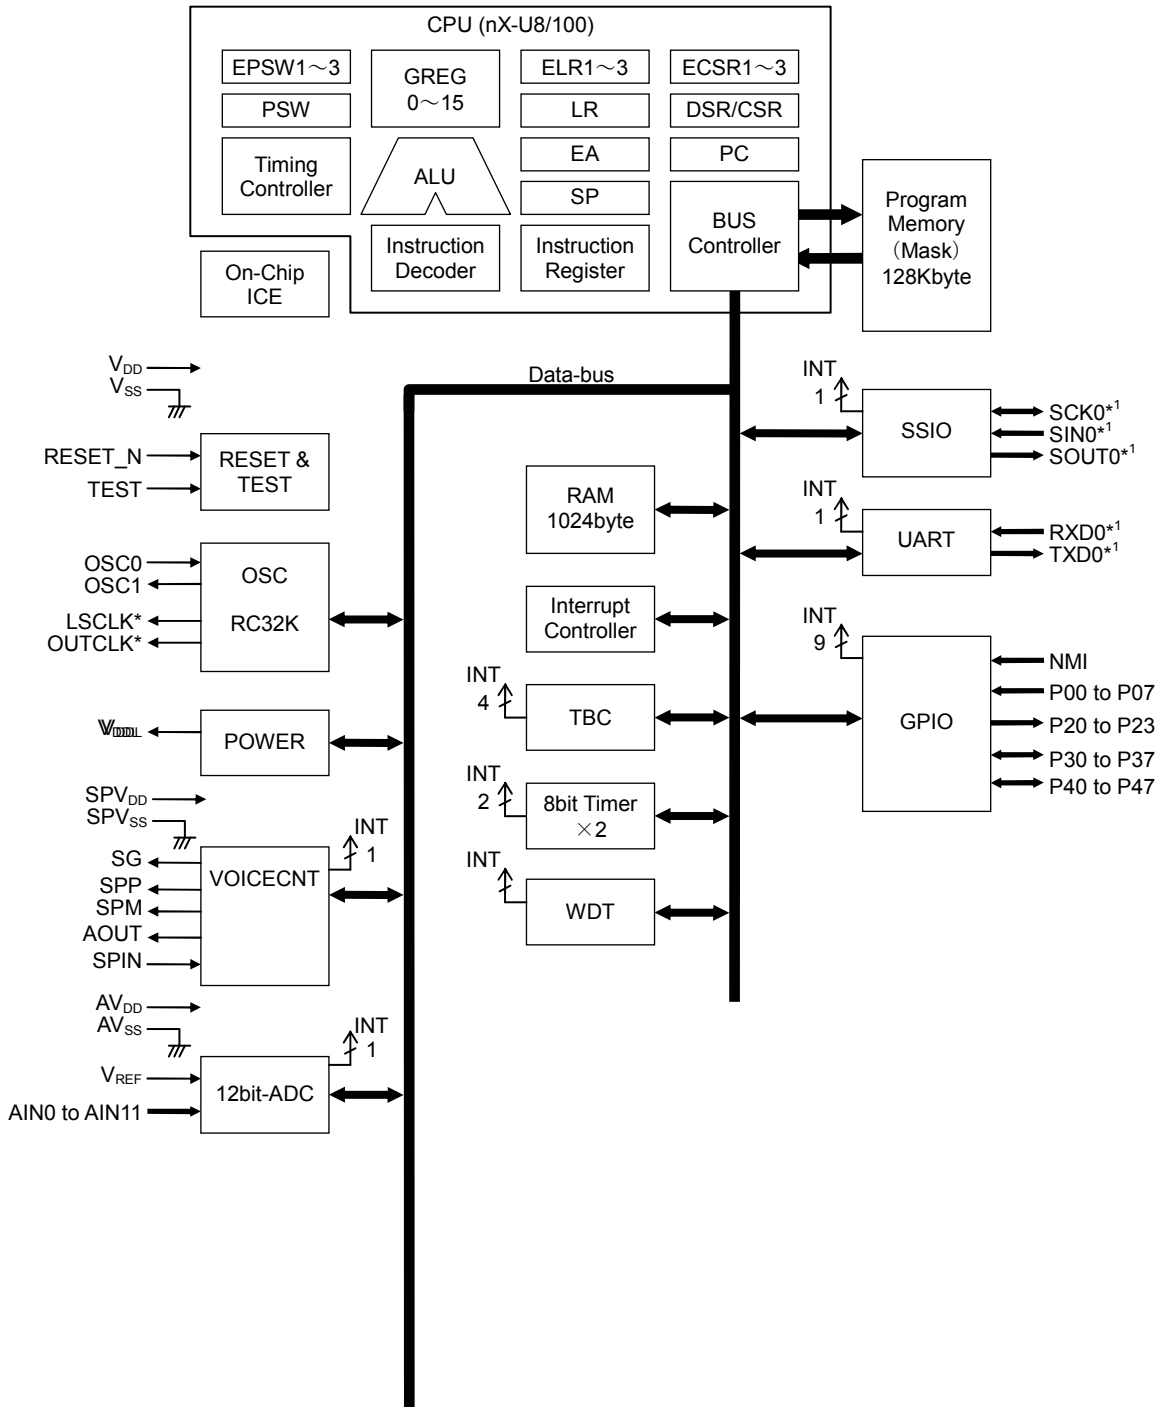 CPU (nX-U8/100)
EPSW1～3
GREG
0～15
ELR1～3
ECSR1～3
PSW
LR
DSR/CSR
Timing
Controller
ALU
EA
PC
SP
BUS
Controller
Program
Memory
（Mask）
128Kbyte
Instruction
Decoder
Instruction
Register
On-Chip
ICE
VDD
VSS
Data-bus
RESET_N
TEST
RESET &
TEST
OSC0
OSC1
LSCLK*
OUTCLK*
OSC
RC32K
POWER
SPVDD
SPVSS
SG
SPP
SPM
AOUT
SPIN
VOICECNT
INT
1
AVDD
AVSS
VREF
AIN0 to AIN11
12bit-ADC
INT
1
RAM
1024byte
Interrupt
Controller
INT
4
TBC
INT
2
8bit Timer
×2
INT
WDT
INT
1
SSIO
SCK0*1
SIN0*1
SOUT0*1
INT
1
UART
RXD0*1
TXD0*1
INT
9
GPIO
NMI
P00 to P07
P20 to P23
P30 to P37
P40 to P47